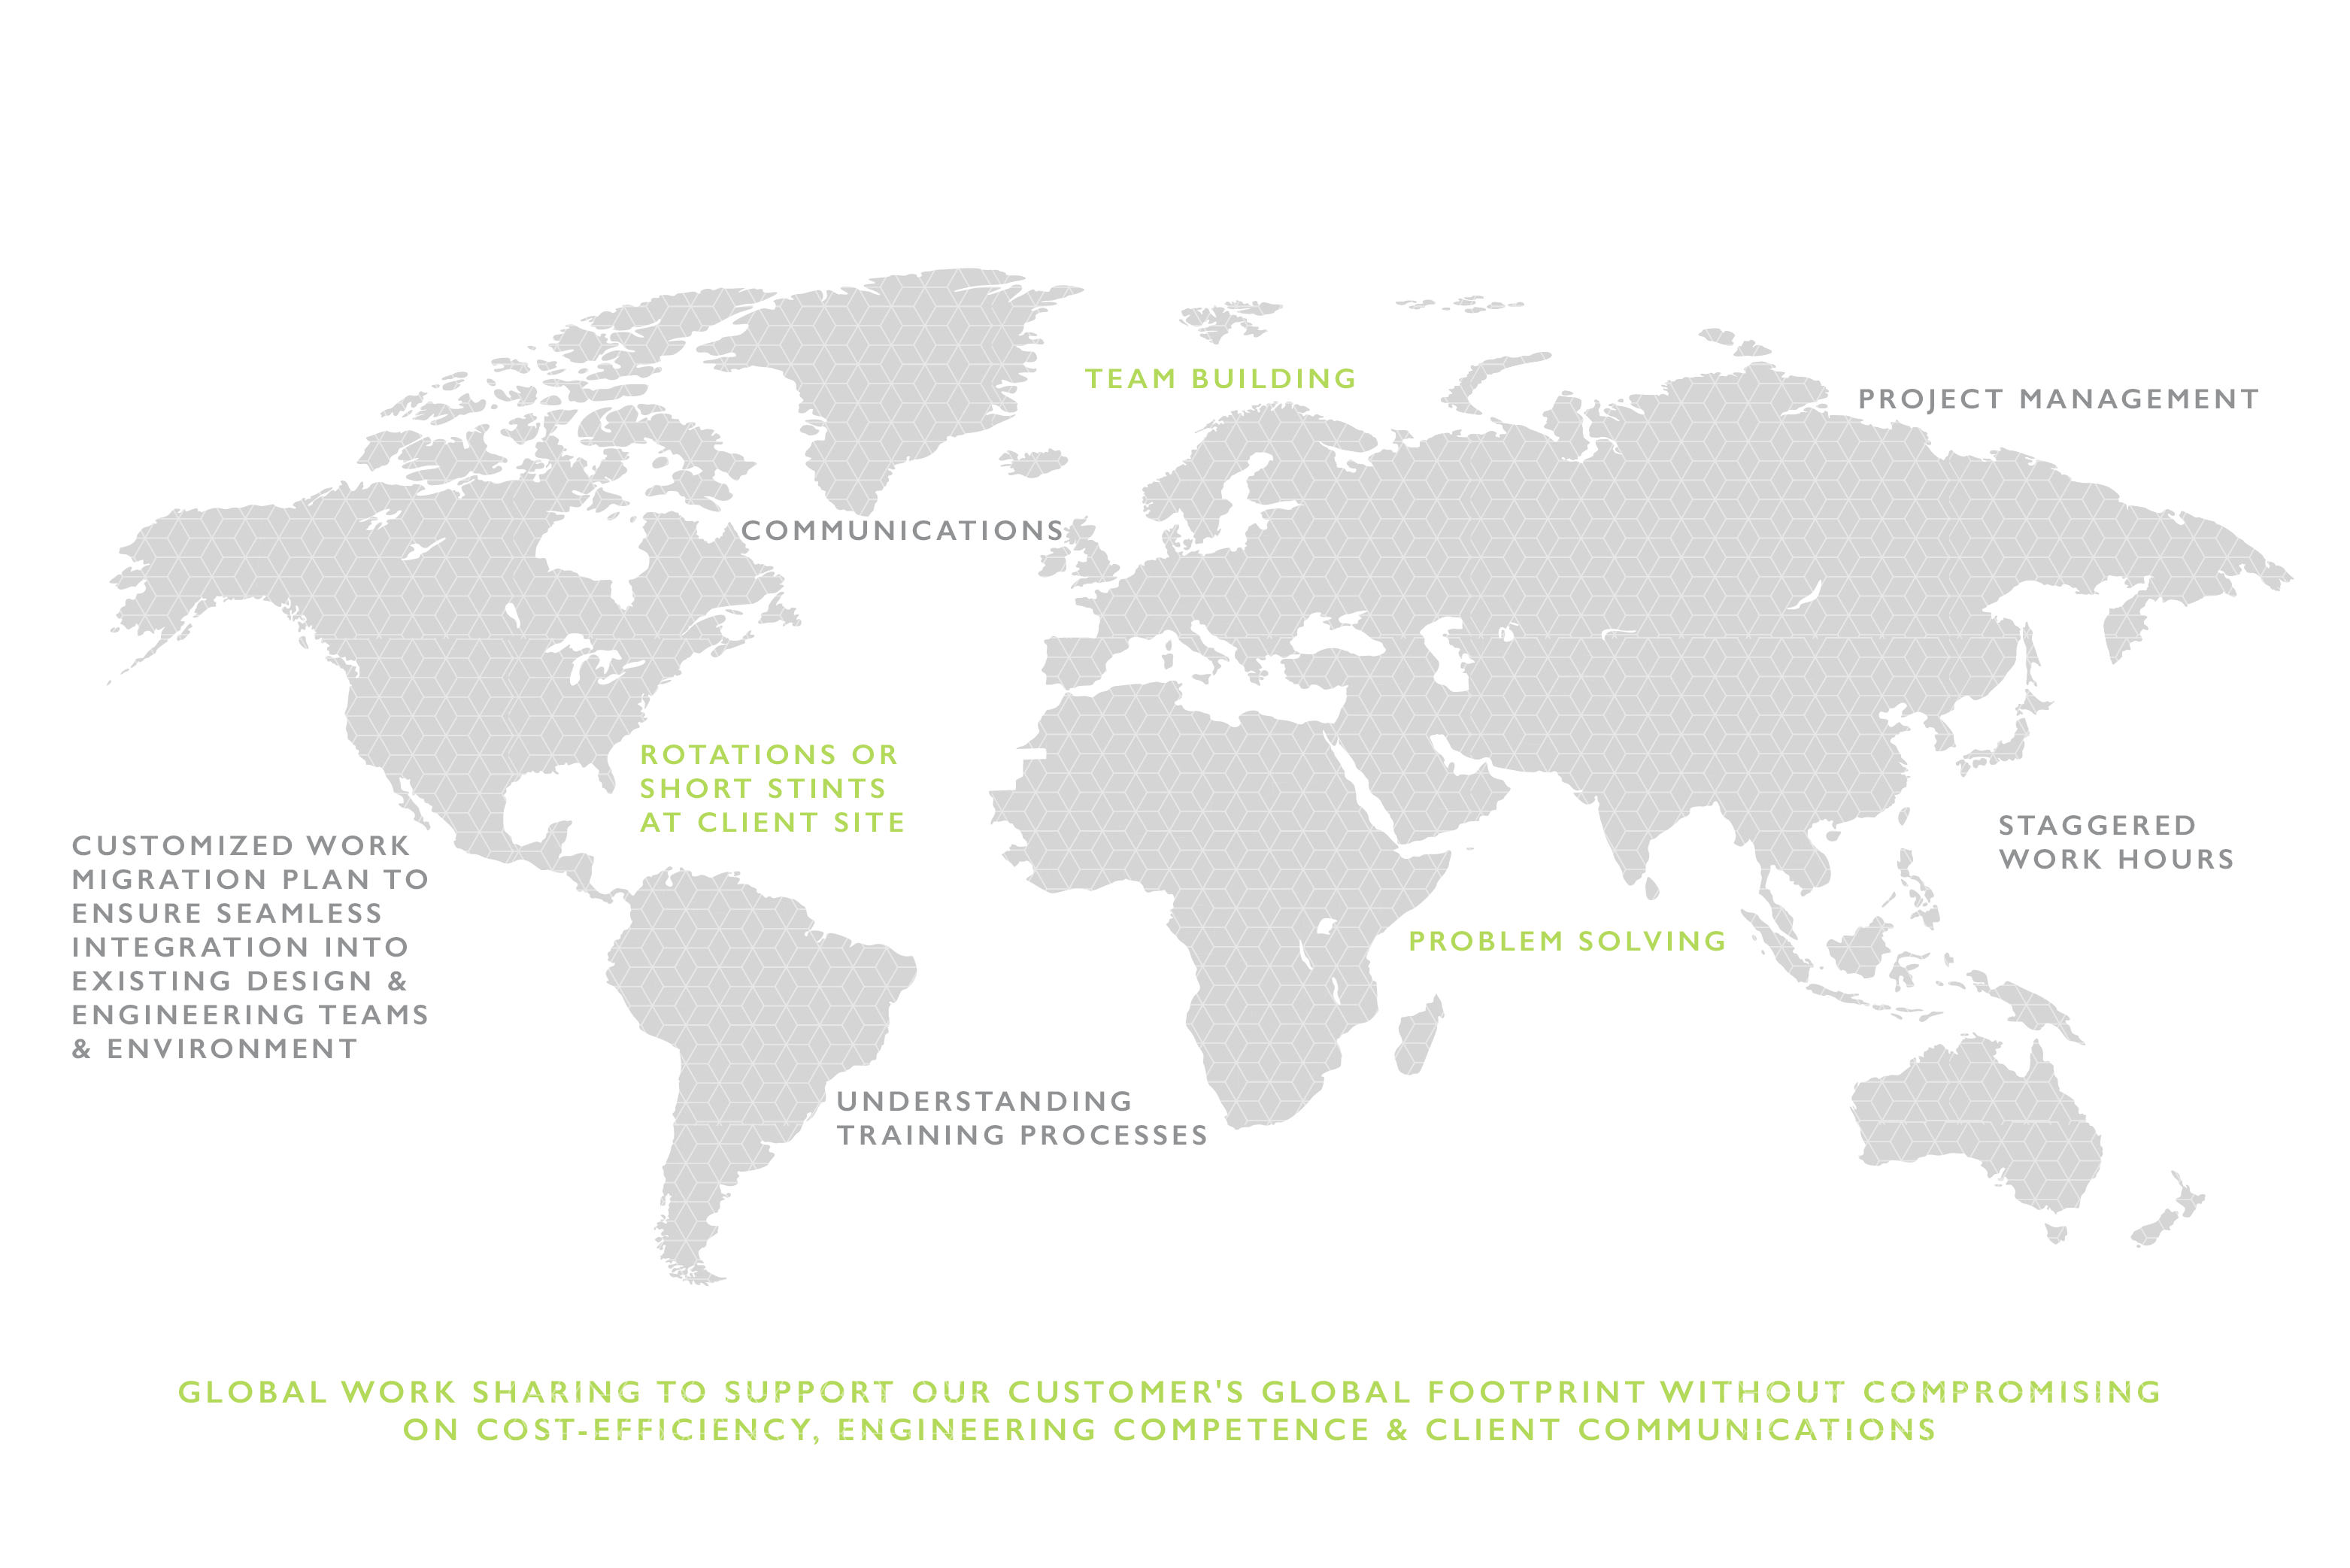 TEAM BUILDING
PROJECT MANAGEMENT
COMMUNICATIONS
ROTATIONS OR
SHORT STINTS
AT CLIENT SITE
STAGGERED
WORK HOURS
CUSTOMIZED WORK
MIGRATION PLAN TO
ENSURE SEAMLESS
INTEGRATION INTO
EXISTING DESIGN &
ENGINEERING TEAMS
& ENVIRONMENT
PROBLEM SOLVING
UNDERSTANDING
TRAINING PROCESSES
GLOBAL WORK SHARING TO SUPPORT OUR CUSTOMER'S GLOBAL FOOTPRINT WITHOUT COMPROMISING
ON COST-EFFICIENCY, ENGINEERING COMPETENCE & CLIENT COMMUNICATIONS